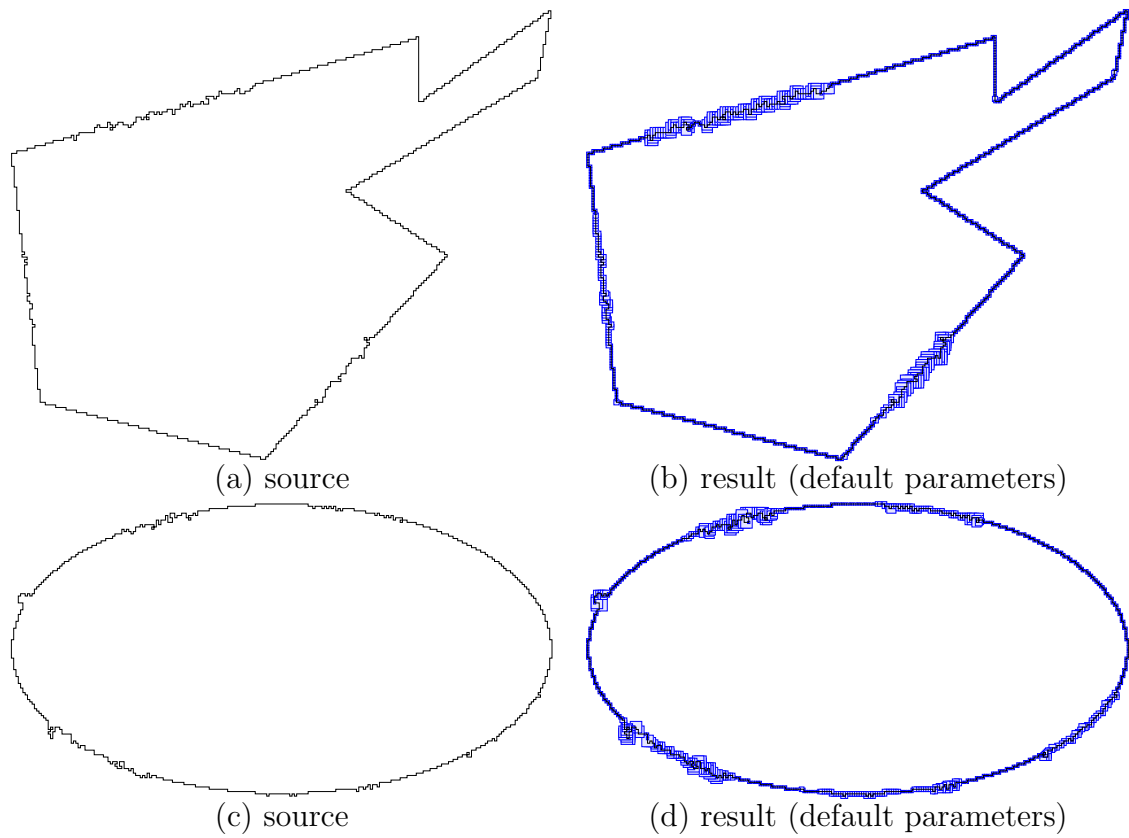 (a) source
(b) result (default parameters)
(c) source
(d) result (default parameters)